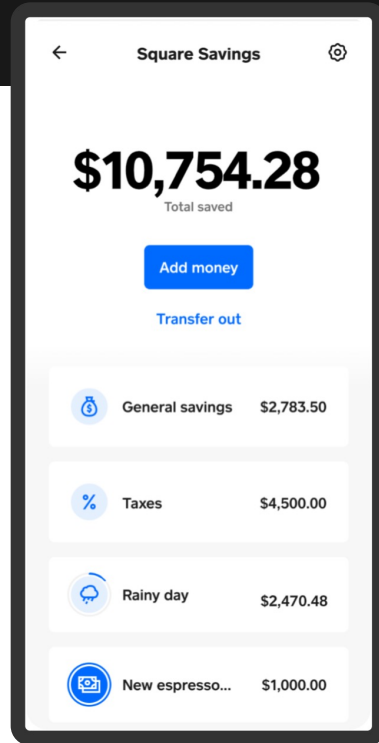 Square Savings
$10,754.28
Total saved
Add money
Transfer out
General savings $2,783.50
% Taxes $4,500.00
Rainy day $2,470.48
New espresso... $1,000.00